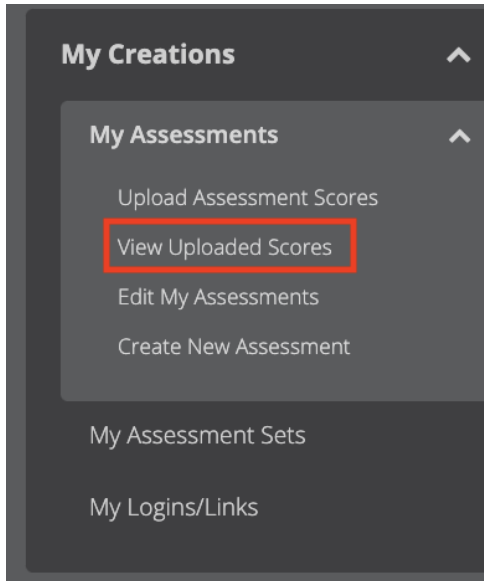 My Creations
My Assessments
Upload Assessment Scores
View Uploaded Scores
Edit My Assessments
Create New Assessment
My Assessment Sets
My Logins/Links